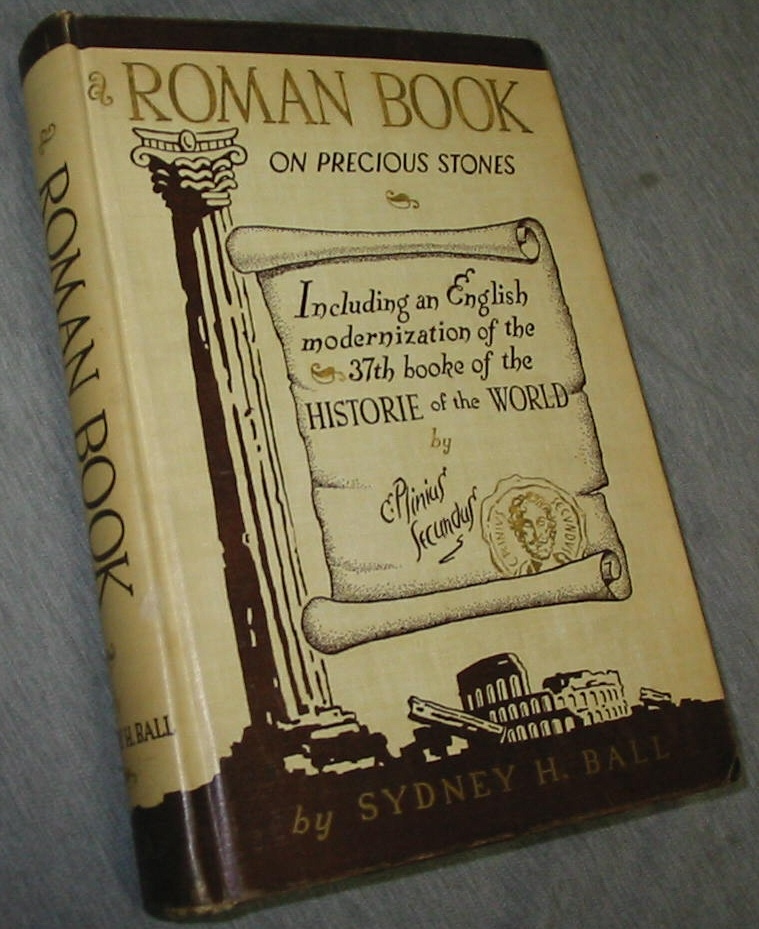 a ROMAN BOOK
ON PRECIOUS STONES
Including an English
modernization of the
37th booke of the
HISTORIE of the WORLD
by
C. Plinius
Secundus
by SYDNEY H. BALL
a ROMAN BOOK
H. BALL